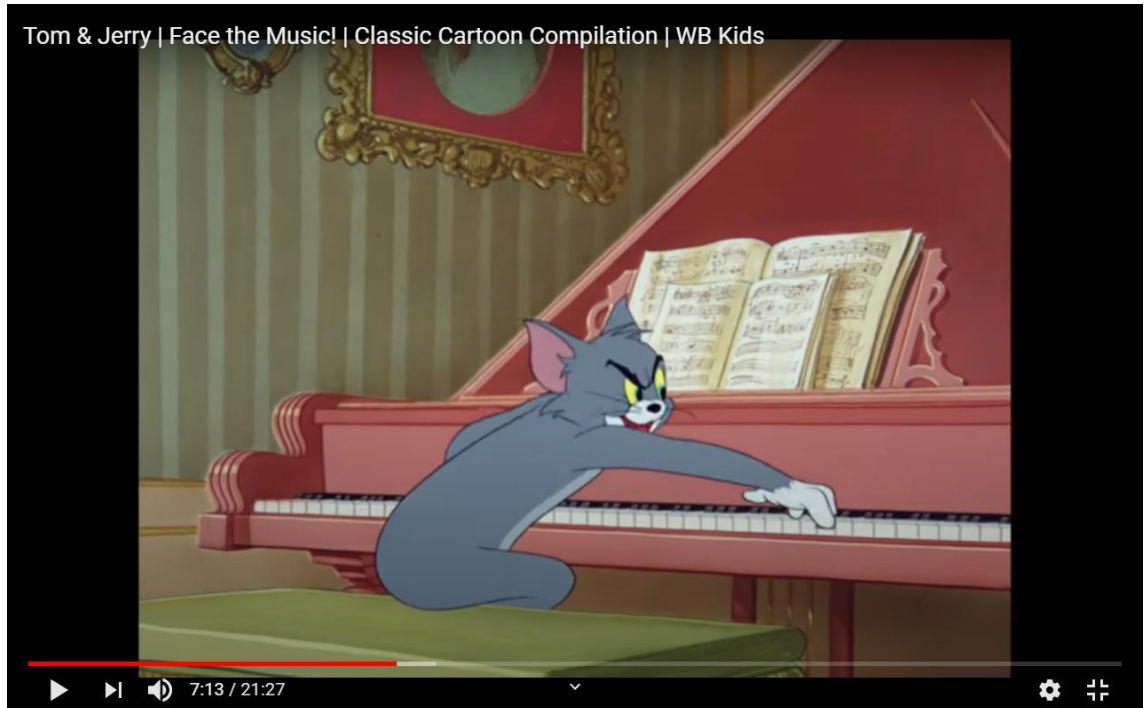 Tom & Jerry | Face the Music! | Classic Cartoon Compilation | WB Kids
7:13 / 21:27